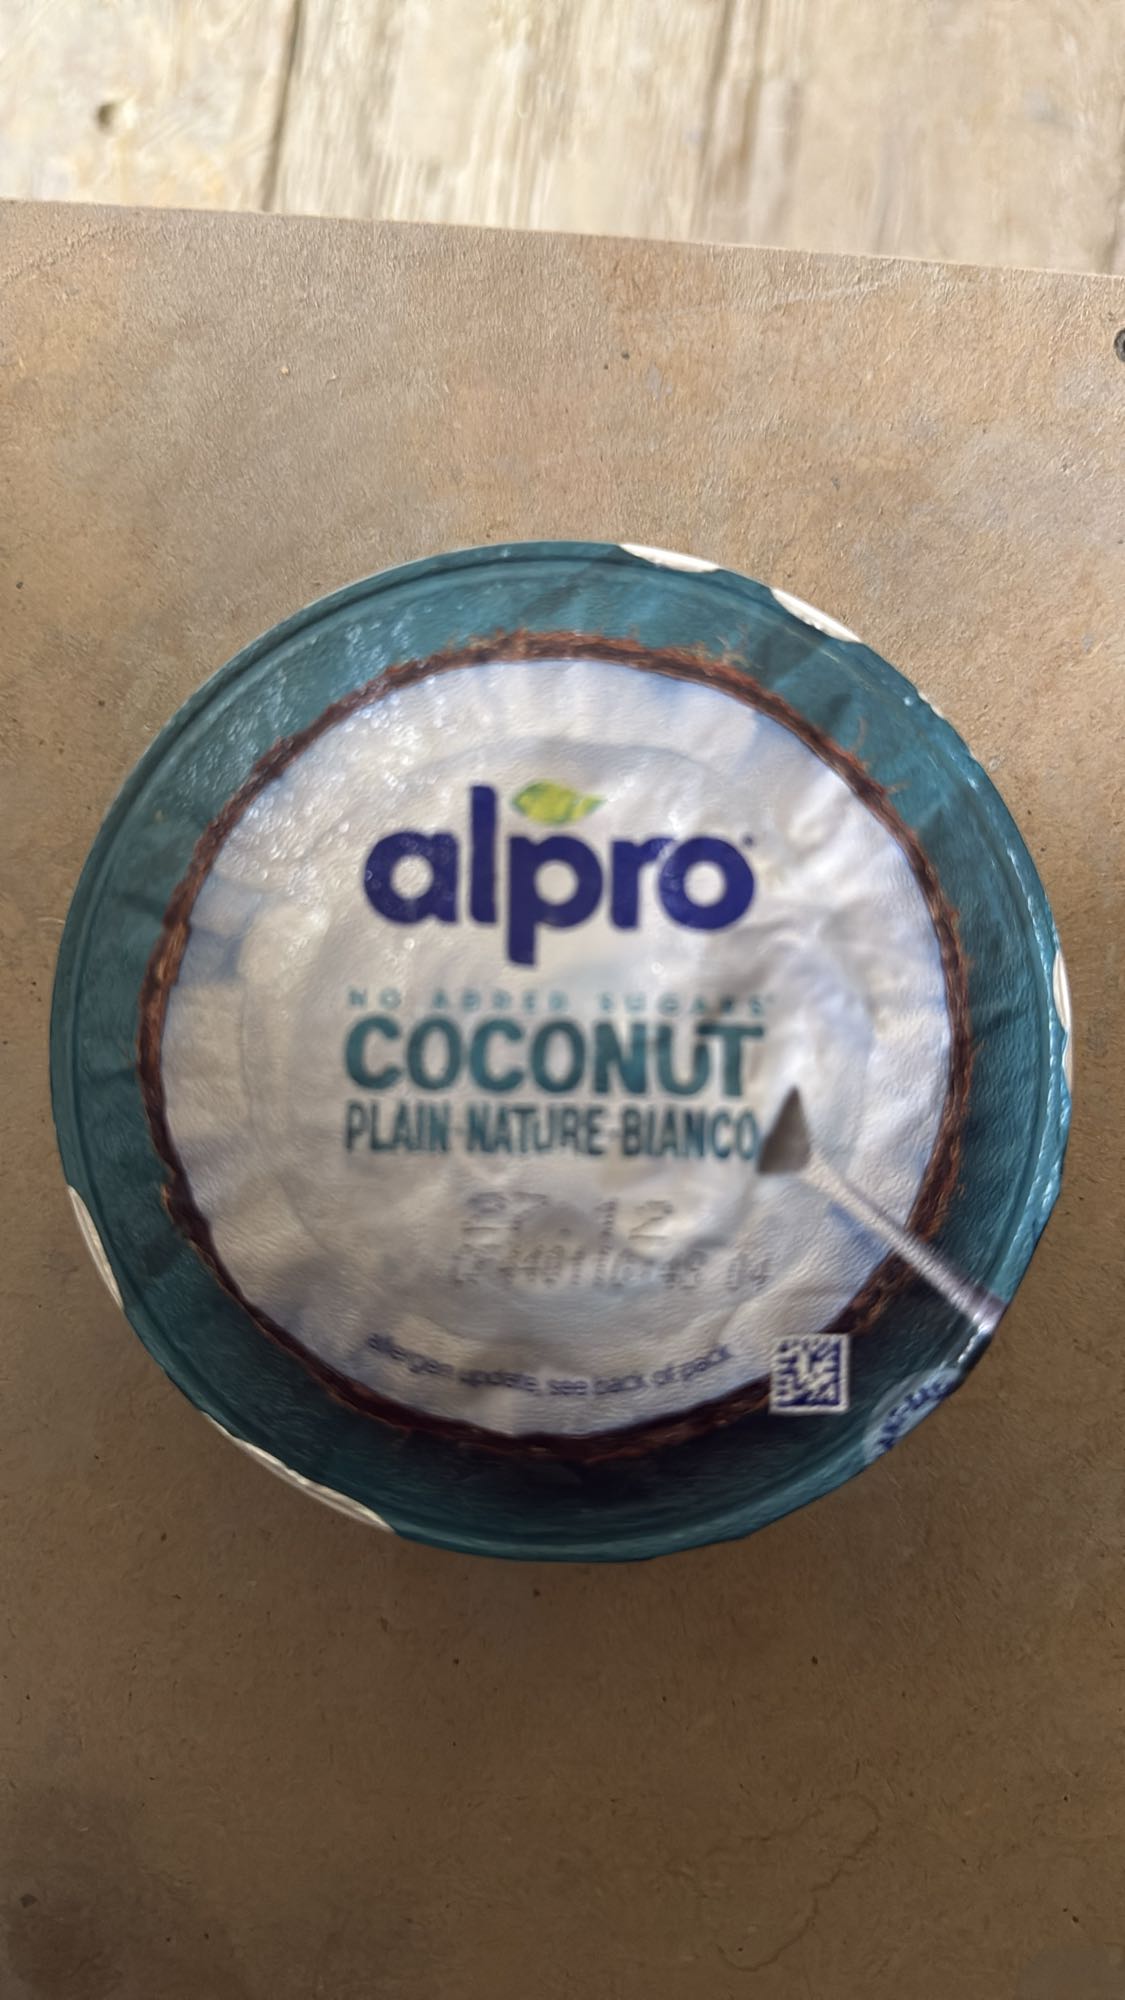 alpro
NO ADDED SUGARS*
COCONUT
PLAIN-NATURE-BIANCO
allergen update, see back of pack